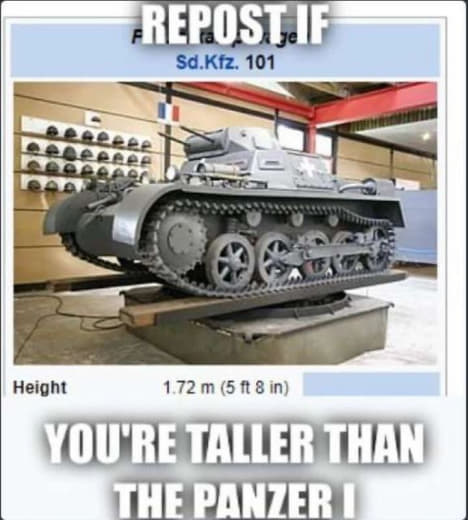 REPOST IF
Sd.Kfz. 101
Height 1.72 m (5 ft 8 in)
YOU'RE TALLER THAN
THE PANZER I